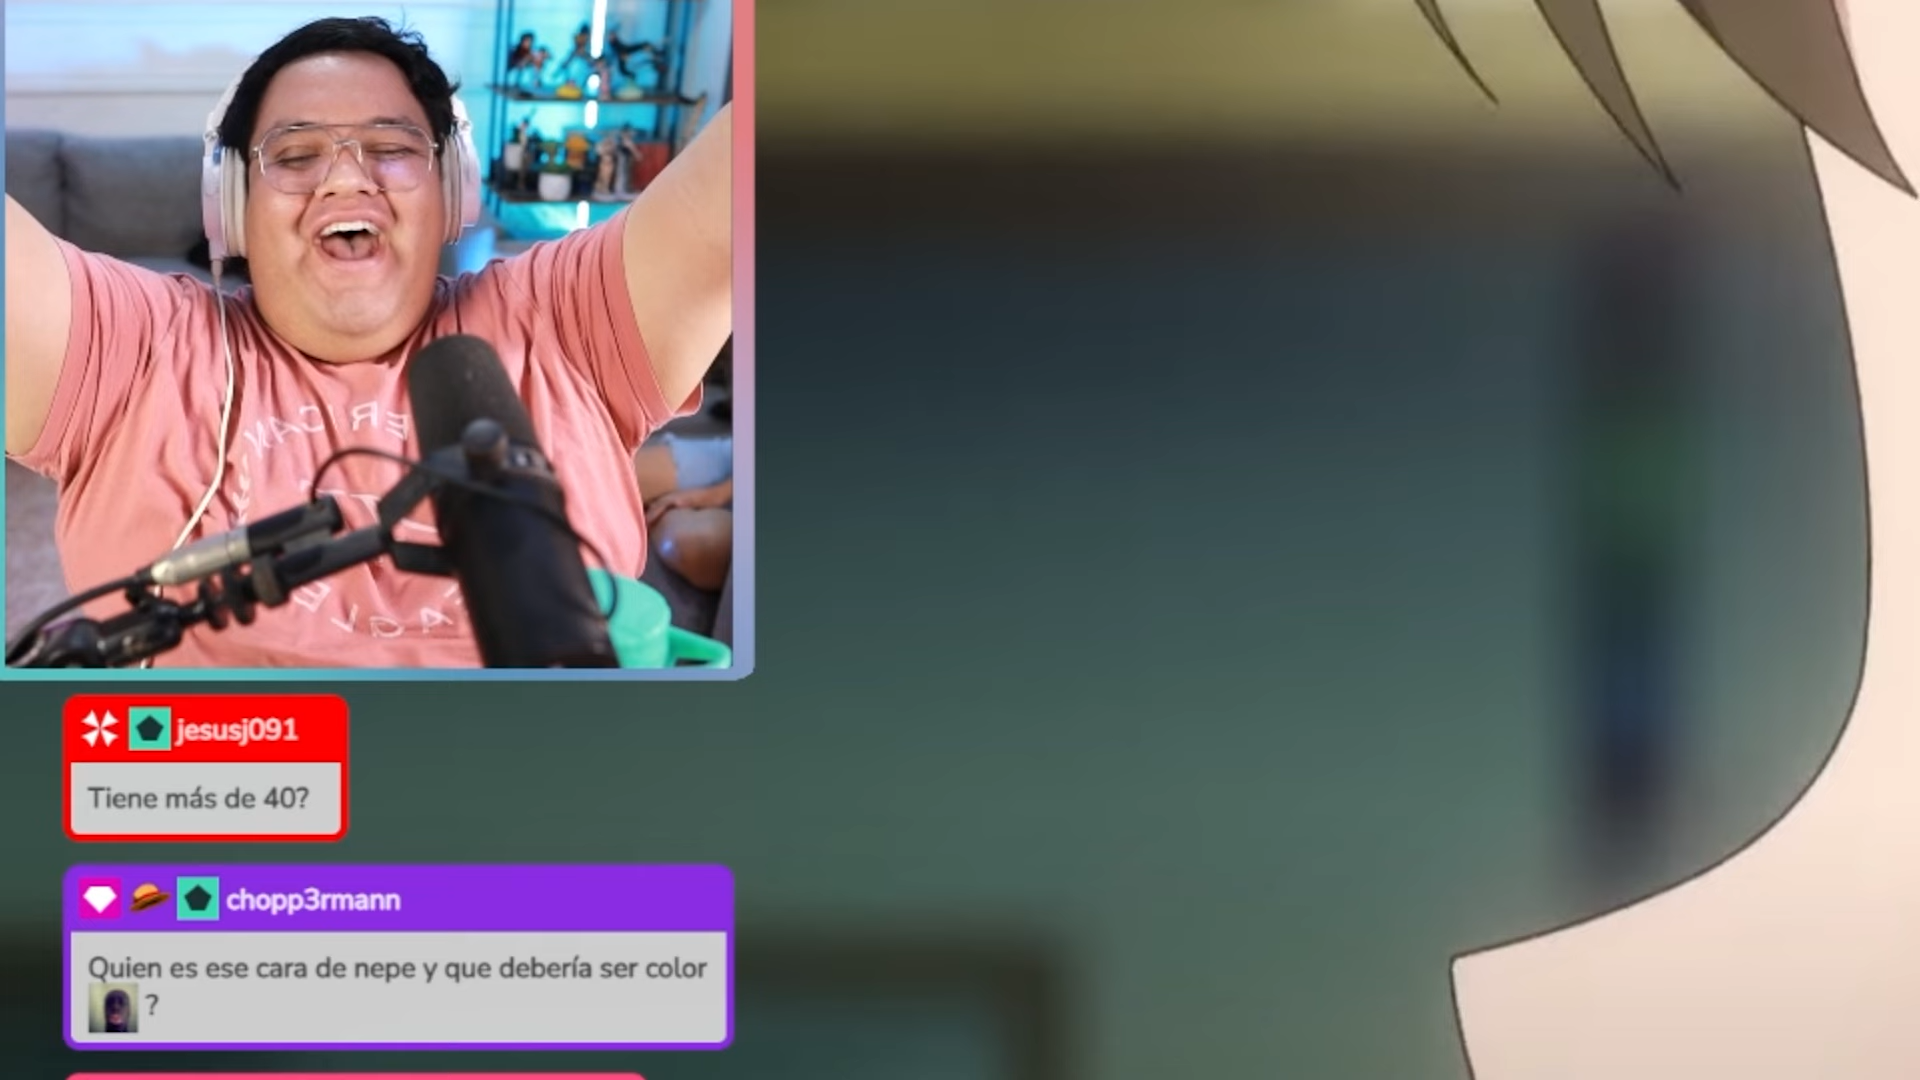 jesusj091
Tiene más de 40?
chopp3rmann
Quien es ese cara de nepe y que debería ser color
?